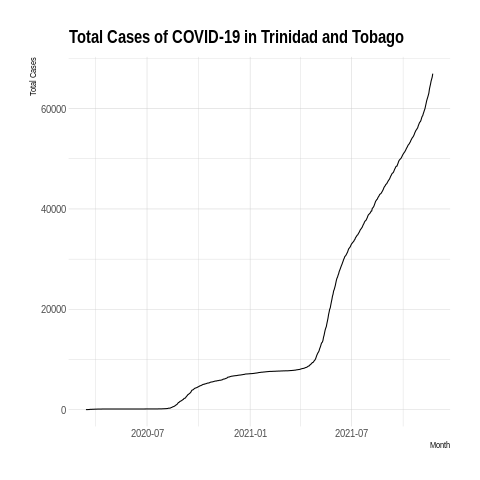 Total Cases of COVID-19 in Trinidad and Tobago
Total Cases
60000
40000
20000
0
2020-07 2021-01 2021-07
Month